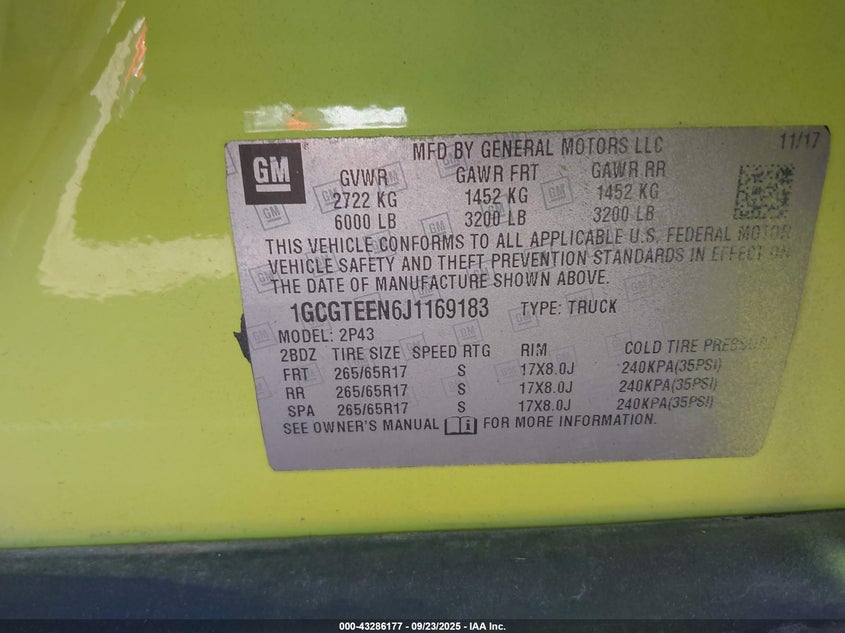 GM
MFD BY GENERAL MOTORS LLC 11/17
GVWR GAWR FRT GAWR RR
2722 KG 1452 KG 1452 KG
6000 LB 3200 LB 3200 LB
THIS VEHICLE CONFORMS TO ALL APPLICABLE U.S. FEDERAL MOTOR
VEHICLE SAFETY AND THEFT PREVENTION STANDARDS IN EFFECT ON
THE DATE OF MANUFACTURE SHOWN ABOVE.
1GCGTEEN6J1169183 TYPE: TRUCK
MODEL: 2P43
2BDZ TIRE SIZE SPEED RTG RIM COLD TIRE PRESSURE
FRT 265/65R17 S 17X8.0J 240KPA(35PSI)
RR 265/65R17 S 17X8.0J 240KPA(35PSI)
SPA 265/65R17 S 17X8.0J 240KPA(35PSI)
SEE OWNER'S MANUAL FOR MORE INFORMATION.
000-43286177 - 09/23/2025 - IAA Inc.